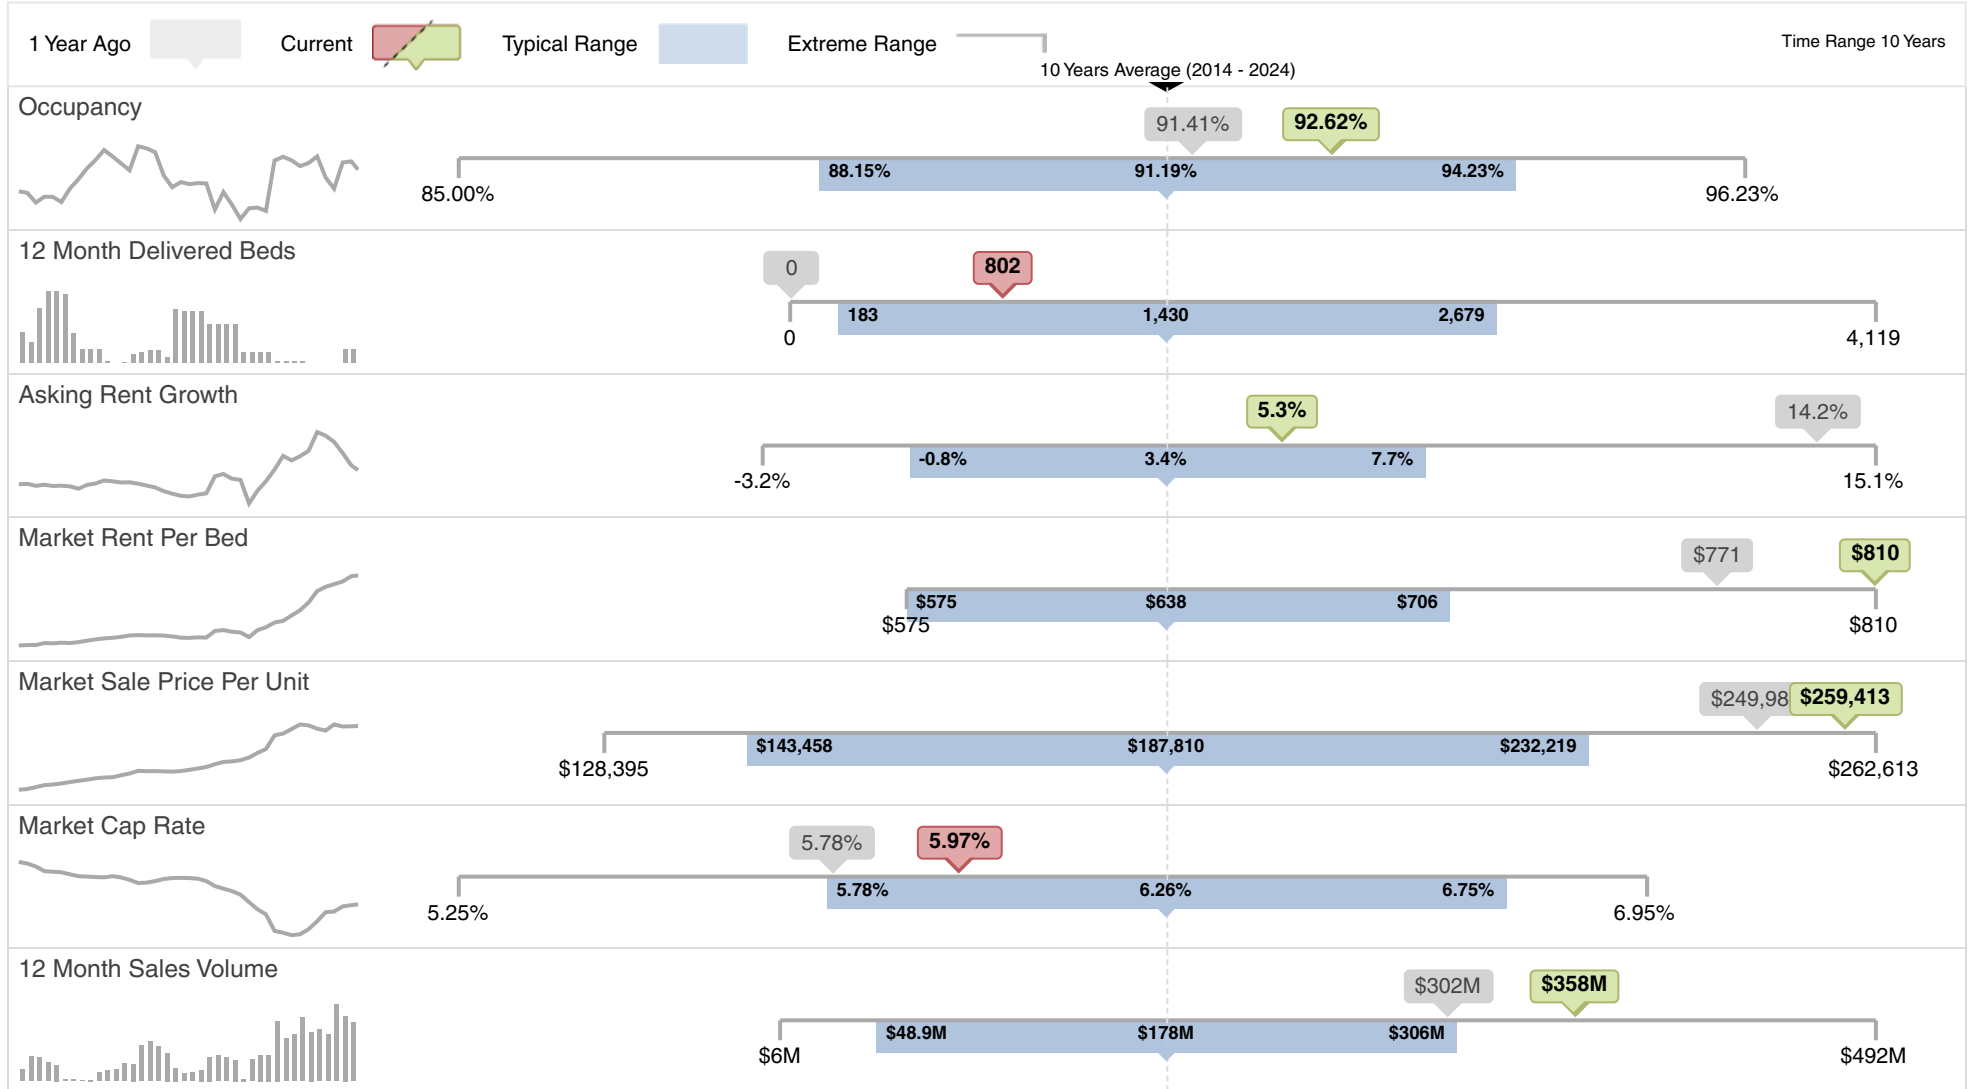 1 Year Ago Current Typical Range Extreme Range Time Range 10 Years
10 Years Average (2014 - 2024)
Occupancy
91.41% 92.62%
88.15% 91.19% 94.23%
85.00% 96.23%
12 Month Delivered Beds
0 802
183 1,430 2,679
0 4,119
Asking Rent Growth
5.3% 14.2%
-0.8% 3.4% 7.7%
-3.2% 15.1%
Market Rent Per Bed
$771 $810
$575 $638 $706
$575 $810
Market Sale Price Per Unit
$249,98 $259,413
$143,458 $187,810 $232,219
$128,395 $262,613
Market Cap Rate
5.78% 5.97%
5.78% 6.26% 6.75%
5.25% 6.95%
12 Month Sales Volume
$302M $358M
$48.9M $178M $306M
$6M $492M